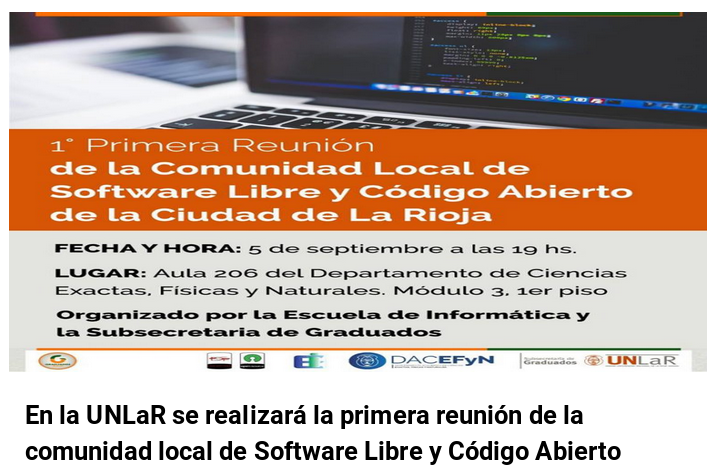 1° Primera Reunión
de la Comunidad Local de
Software Libre y Código Abierto
de la Ciudad de La Rioja
FECHA Y HORA: 5 de septiembre a las 19 hs.
LUGAR: Aula 206 del Departamento de Ciencias
Exactas, Físicas y Naturales. Módulo 3, 1er piso
Organizado por la Escuela de Informática y
la Subsecretaria de Graduados
DACEFyN
Subsecretaría de
Graduados
UNLaR
En la UNLaR se realizará la primera reunión de la
comunidad local de Software Libre y Código Abierto